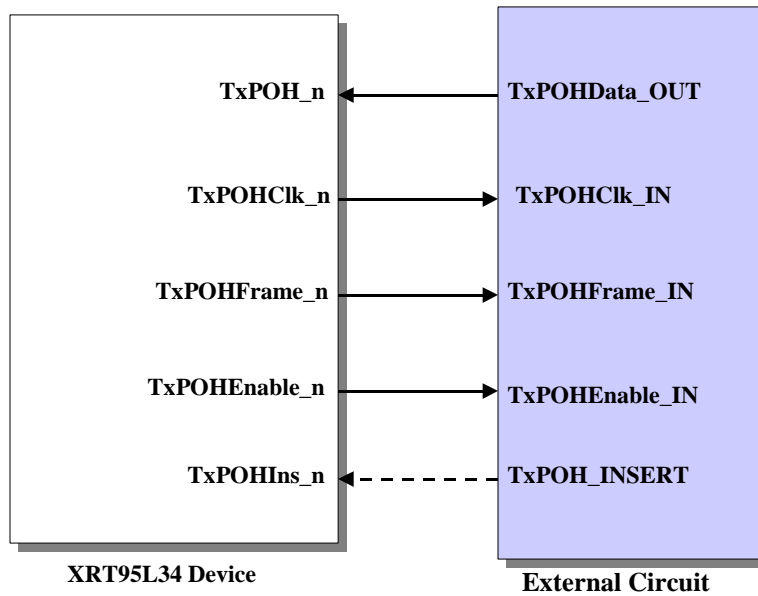 TxPOH_n TxPOHData_OUT
TxPOHClk_n TxPOHClk_IN
TxPOHFrame_n TxPOHFrame_IN
TxPOHEnable_n TxPOHEnable_IN
TxPOHIns_n TxPOH_INSERT
XRT95L34 Device
External Circuit